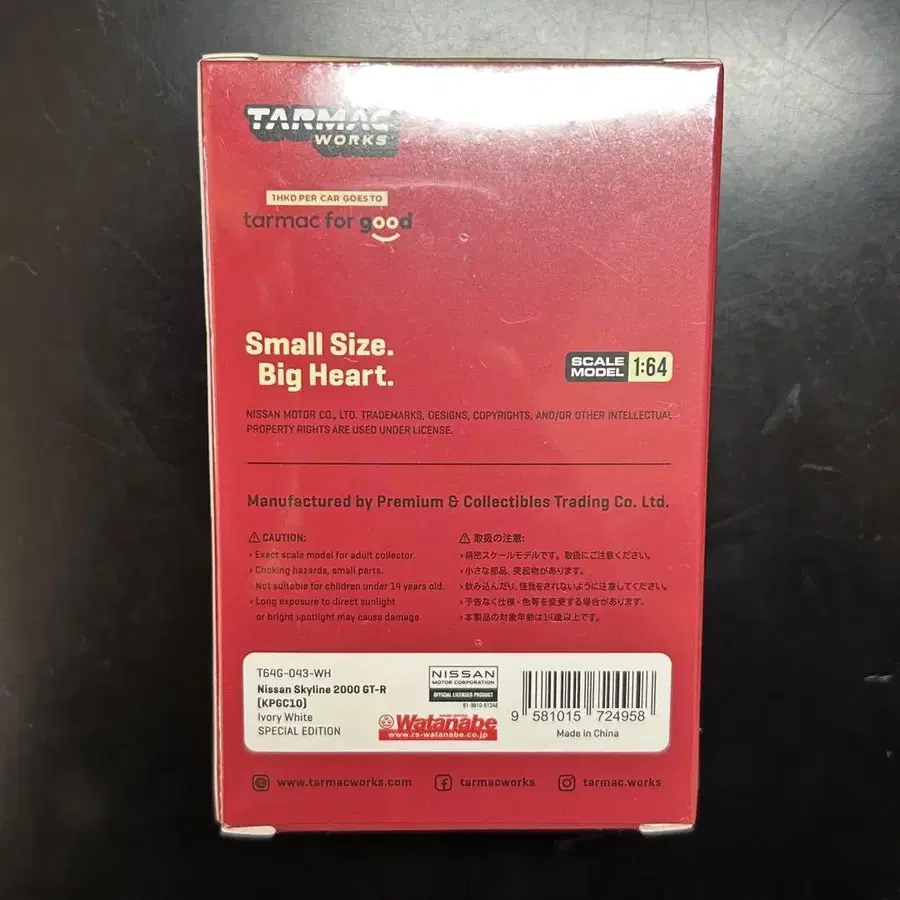 TARMAC
WORKS
1HKD PER CAR GOES TO
tarmac for good
Small Size.
Big Heart.
SCALE
MODEL 1:64
NISSAN MOTOR CO., LTD. TRADEMARKS, DESIGNS, COPYRIGHTS, AND/OR OTHER INTELLECTUAL
PROPERTY RIGHTS ARE USED UNDER LICENSE.
Manufactured by Premium & Collectibles Trading Co. Ltd.
⚠ CAUTION:
› Exact scale model for adult collector.
› Choking hazards, small parts.
Not suitable for children under 14 years old.
› Long exposure to direct sunlight
or bright spotlight may cause damage.
⚠ 取扱の注意:
› 精密スケールモデルです。取扱にご注意ください。
› 小さな部品、突起物があります。
› 飲み込んだり、怪我をされないように注意してください。
› 予告なく仕様・色等を変更する場合があります。
› 本製品の対象年齢は14歳以上です。
T64G-043-WH
Nissan Skyline 2000 GT-R
(KPGC10)
Ivory White
SPECIAL EDITION
NISSAN
MOTOR CORPORATION
OFFICIAL LICENSED PRODUCT
Watanabe
www.rs-watanabe.co.jp
9 581015 724958
Made in China
www.tarmacworks.com
tarmacworks
tarmac.works